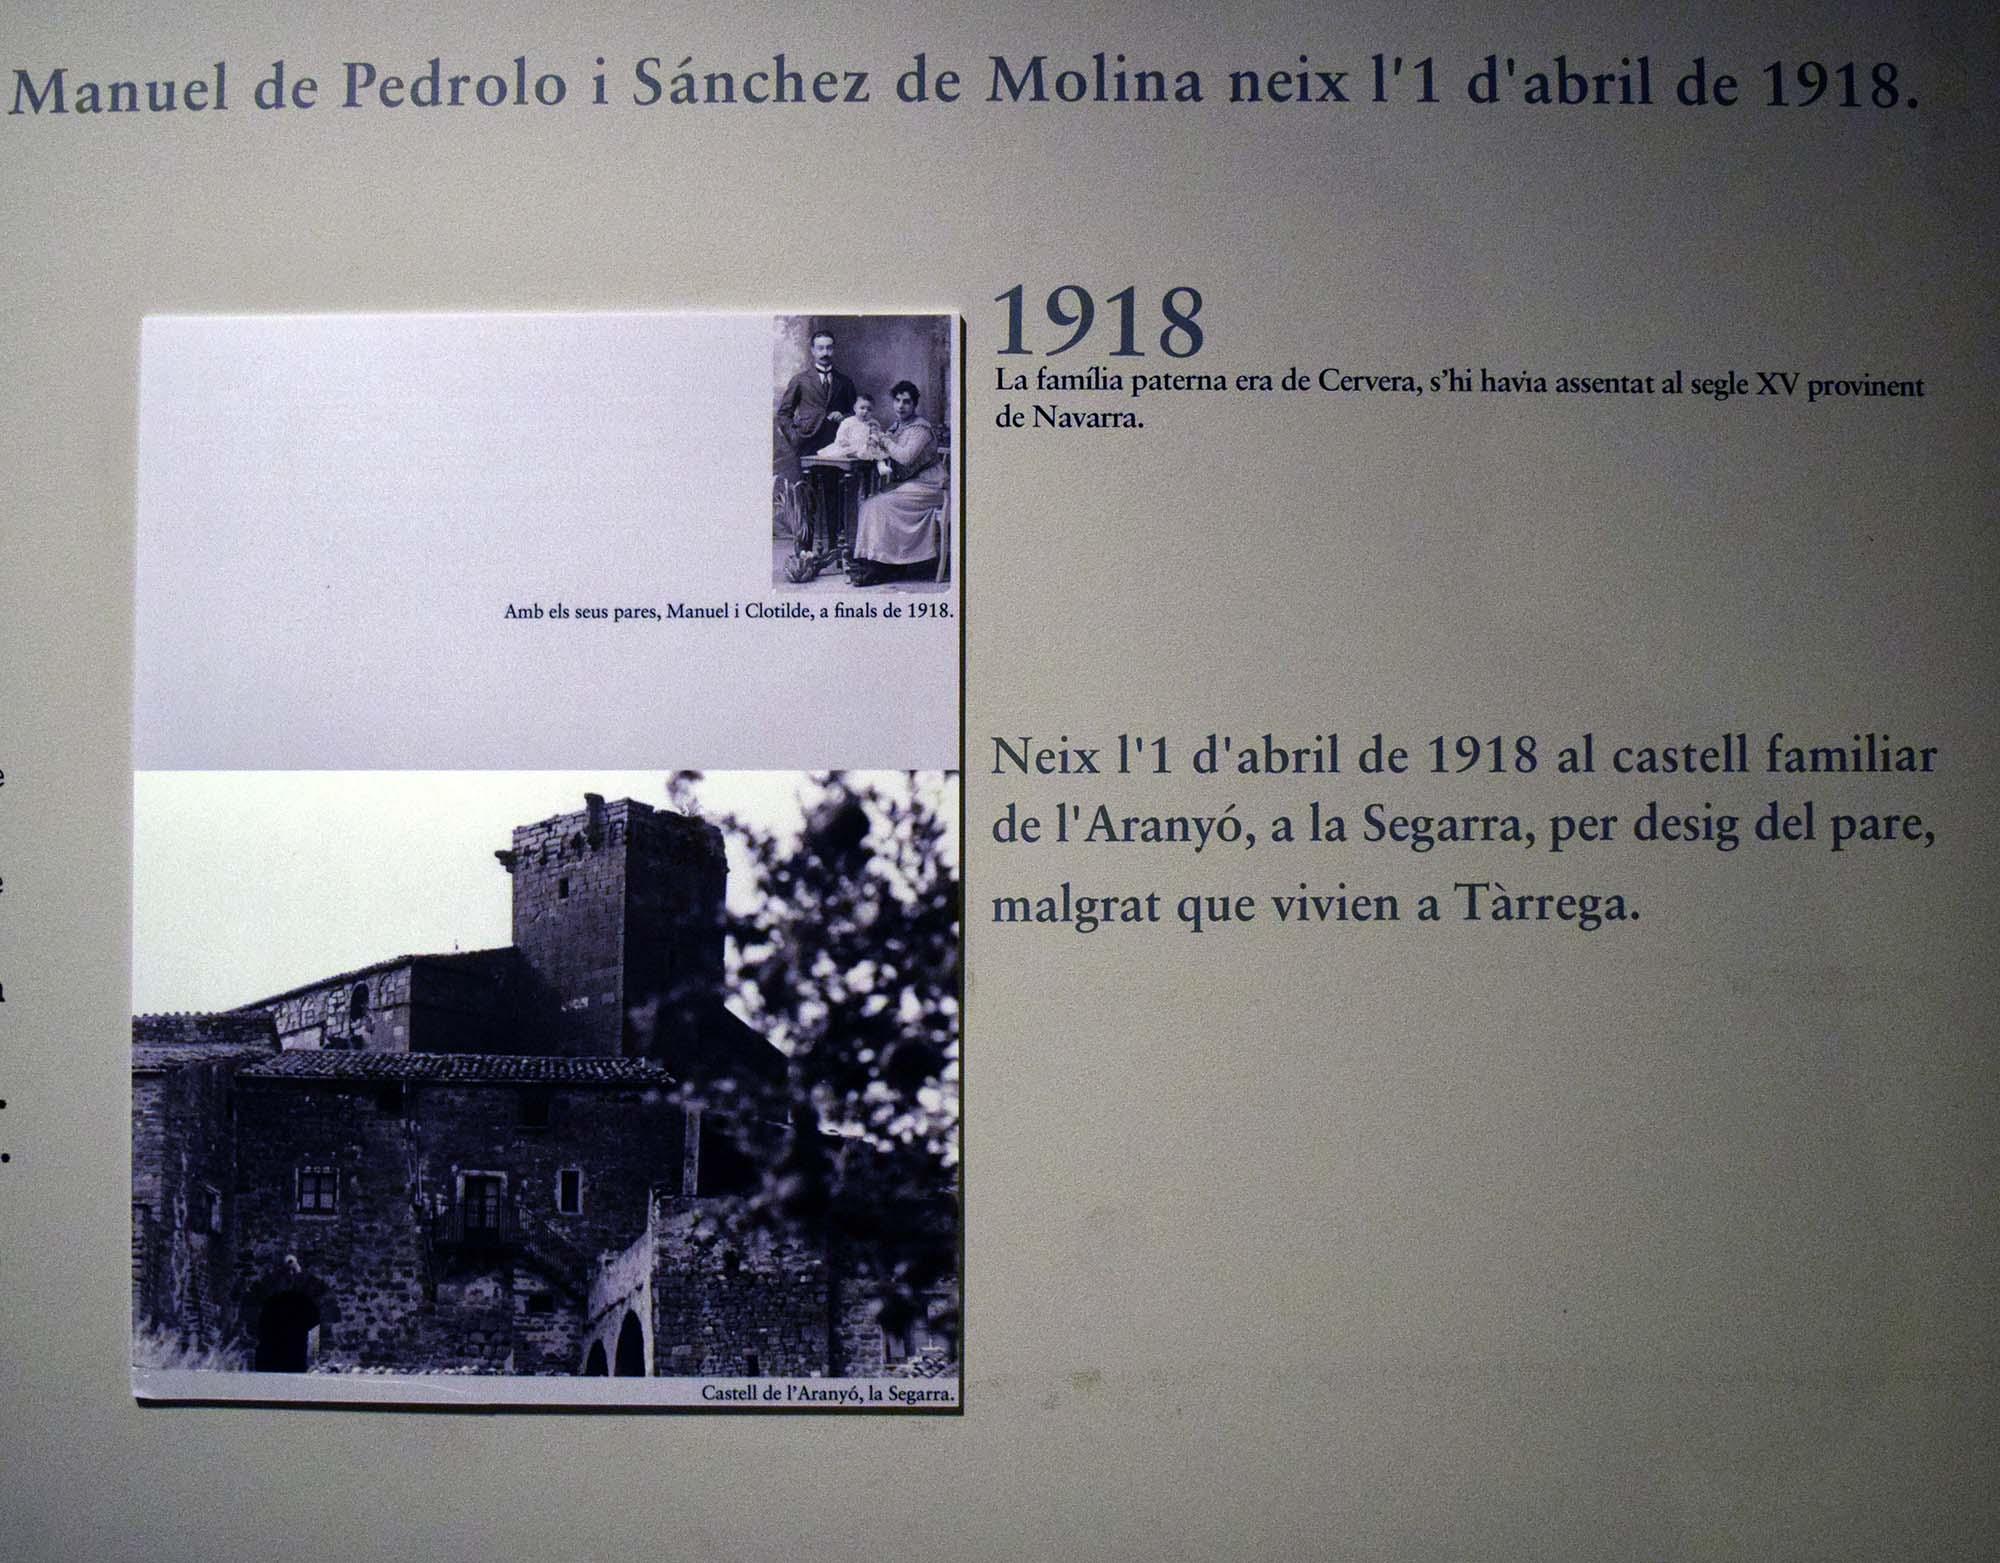 Manuel de Pedrolo i Sánchez de Molina neix l'1 d'abril de 1918.
1918
La família paterna era de Cervera, s’hi havia assentat al segle XV provinent
de Navarra.
Amb els seus pares, Manuel i Clotilde, a finals de 1918.
Neix l'1 d'abril de 1918 al castell familiar
de l'Aranyó, a la Segarra, per desig del pare,
malgrat que vivien a Tàrrega.
Castell de l’Aranyó, la Segarra.